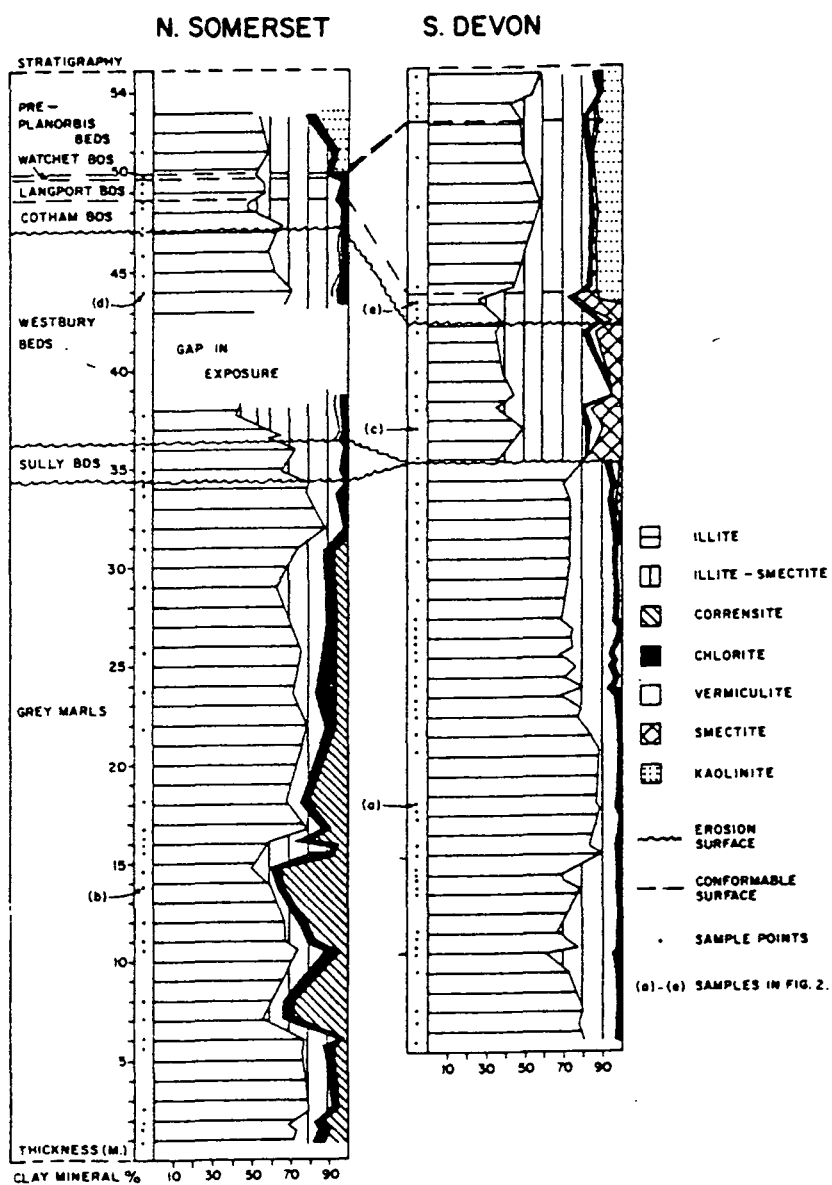 N. SOMERSET
S. DEVON
STRATIGRAPHY
54
PRE-
PLANORBIS
BEDS
WATCHET BDS
50
LANGPORT BDS
COTHAM BDS
45
(d)
WESTBURY
BEDS
GAP IN
EXPOSURE
40
SULLY BDS
35
30
25
GREY MARLS
20
15
(b)
10
5
THICKNESS (M.)
CLAY MINERAL % 10 30 50 70 90
(e)
(c)
(a)
10 30 50 70 90
ILLITE
ILLITE - SMECTITE
CORRENSITE
CHLORITE
VERMICULITE
SMECTITE
KAOLINITE
EROSION
SURFACE
CONFORMABLE
SURFACE
SAMPLE POINTS
(a)-(e) SAMPLES IN FIG. 2.